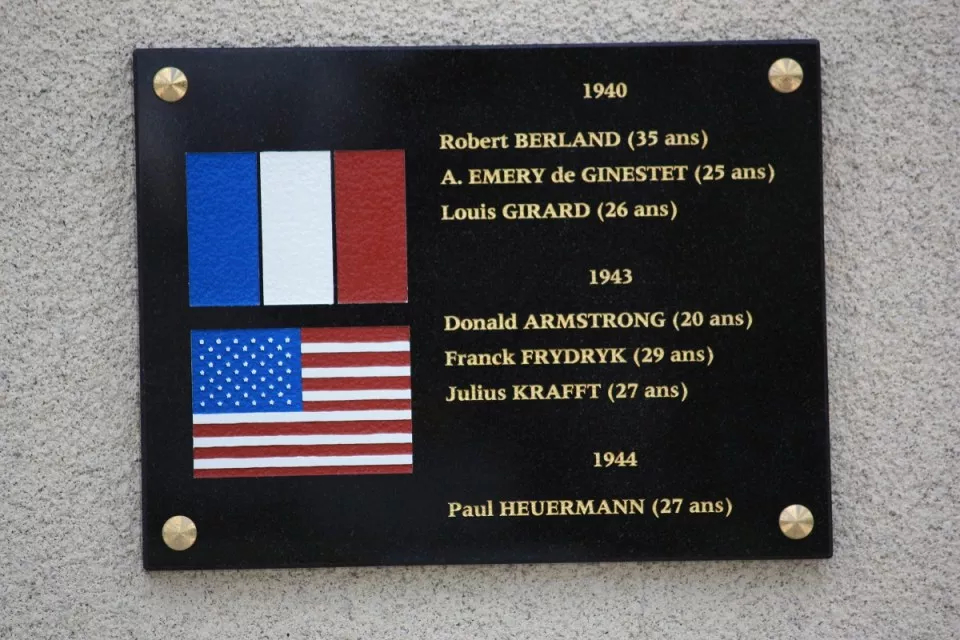 1940
Robert BERLAND (35 ans)
A. EMERY de GINESTET (25 ans)
Louis GIRARD (26 ans)
1943
Donald ARMSTRONG (20 ans)
Franck FRYDRYK (29 ans)
Julius KRAFFT (27 ans)
1944
Paul HEUERMANN (27 ans)